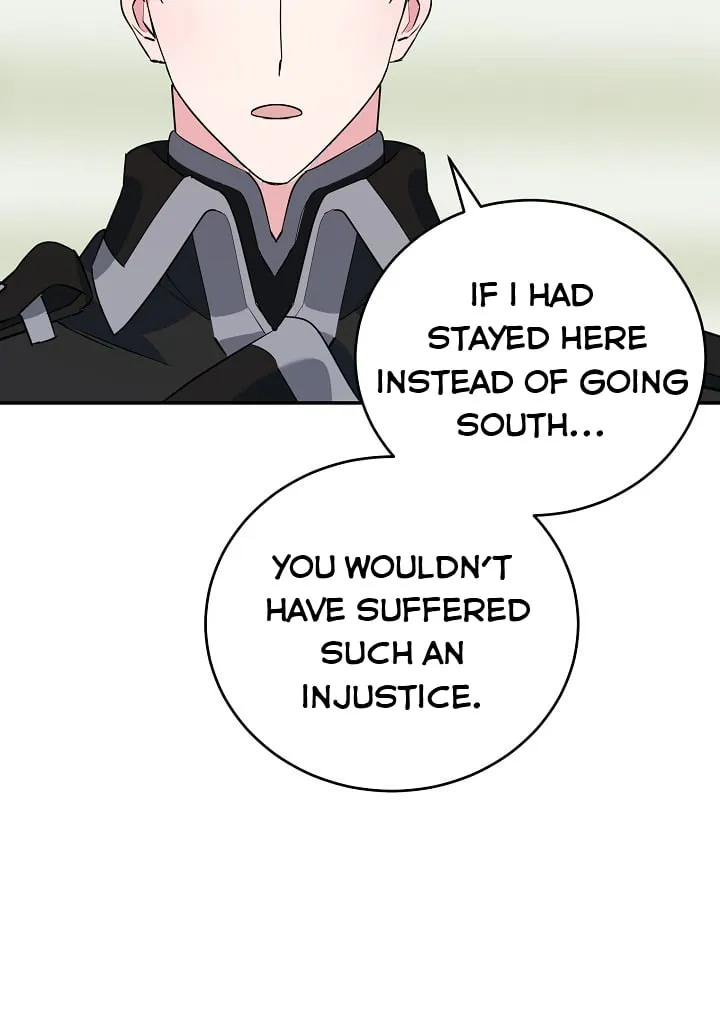 IF I HAD
STAYED HERE
INSTEAD OF GOING
SOUTH...
YOU WOULDN'T
HAVE SUFFERED
SUCH AN
INJUSTICE.